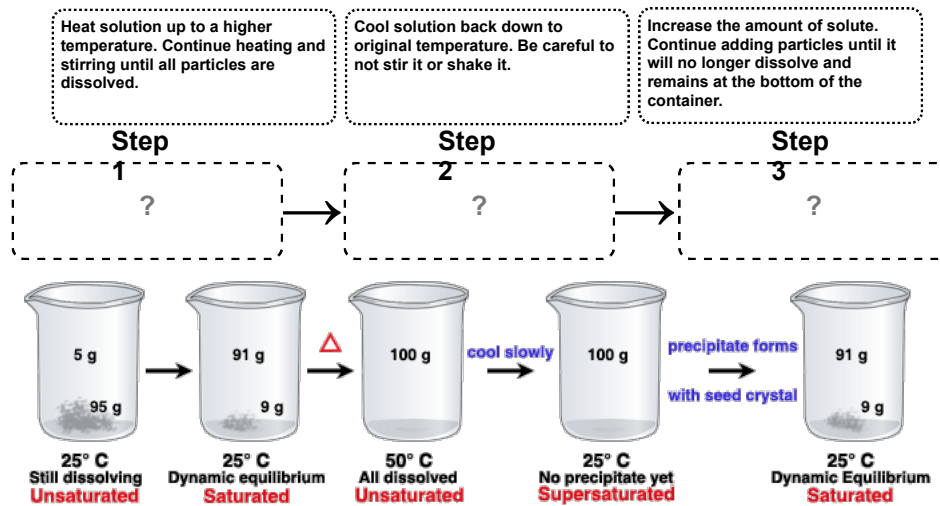 Heat solution up to a higher
temperature. Continue heating and
stirring until all particles are
dissolved.
Cool solution back down to
original temperature. Be careful to
not stir it or shake it.
Increase the amount of solute.
Continue adding particles until it
will no longer dissolve and
remains at the bottom of the
container.
Step
1
Step
2
Step
3
?
?
?
5 g
95 g
25° C
Still dissolving
Unsaturated
91 g
9 g
25° C
Dynamic equilibrium
Saturated
Δ
100 g
50° C
All dissolved
Unsaturated
cool slowly
100 g
25° C
No precipitate yet
Supersaturated
precipitate forms
with seed crystal
91 g
9 g
25° C
Dynamic Equilibrium
Saturated